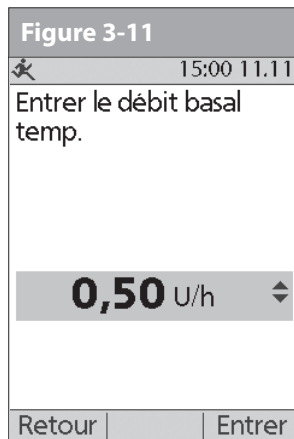 Figure 3-11
15:00 11.11
Entrer le débit basal
temp.
0,50 U/h
Retour Entrer